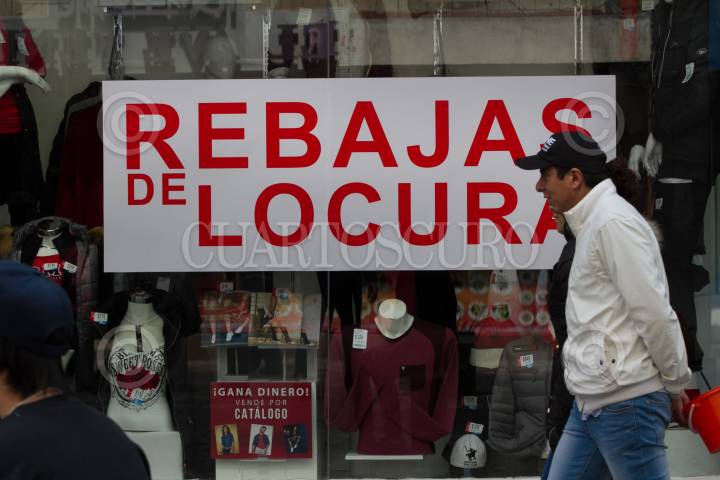 REBAJAS
DE LOCURA
CUARTOSCURO
¡GANA DINERO!
VENDE POR
CATÁLOGO